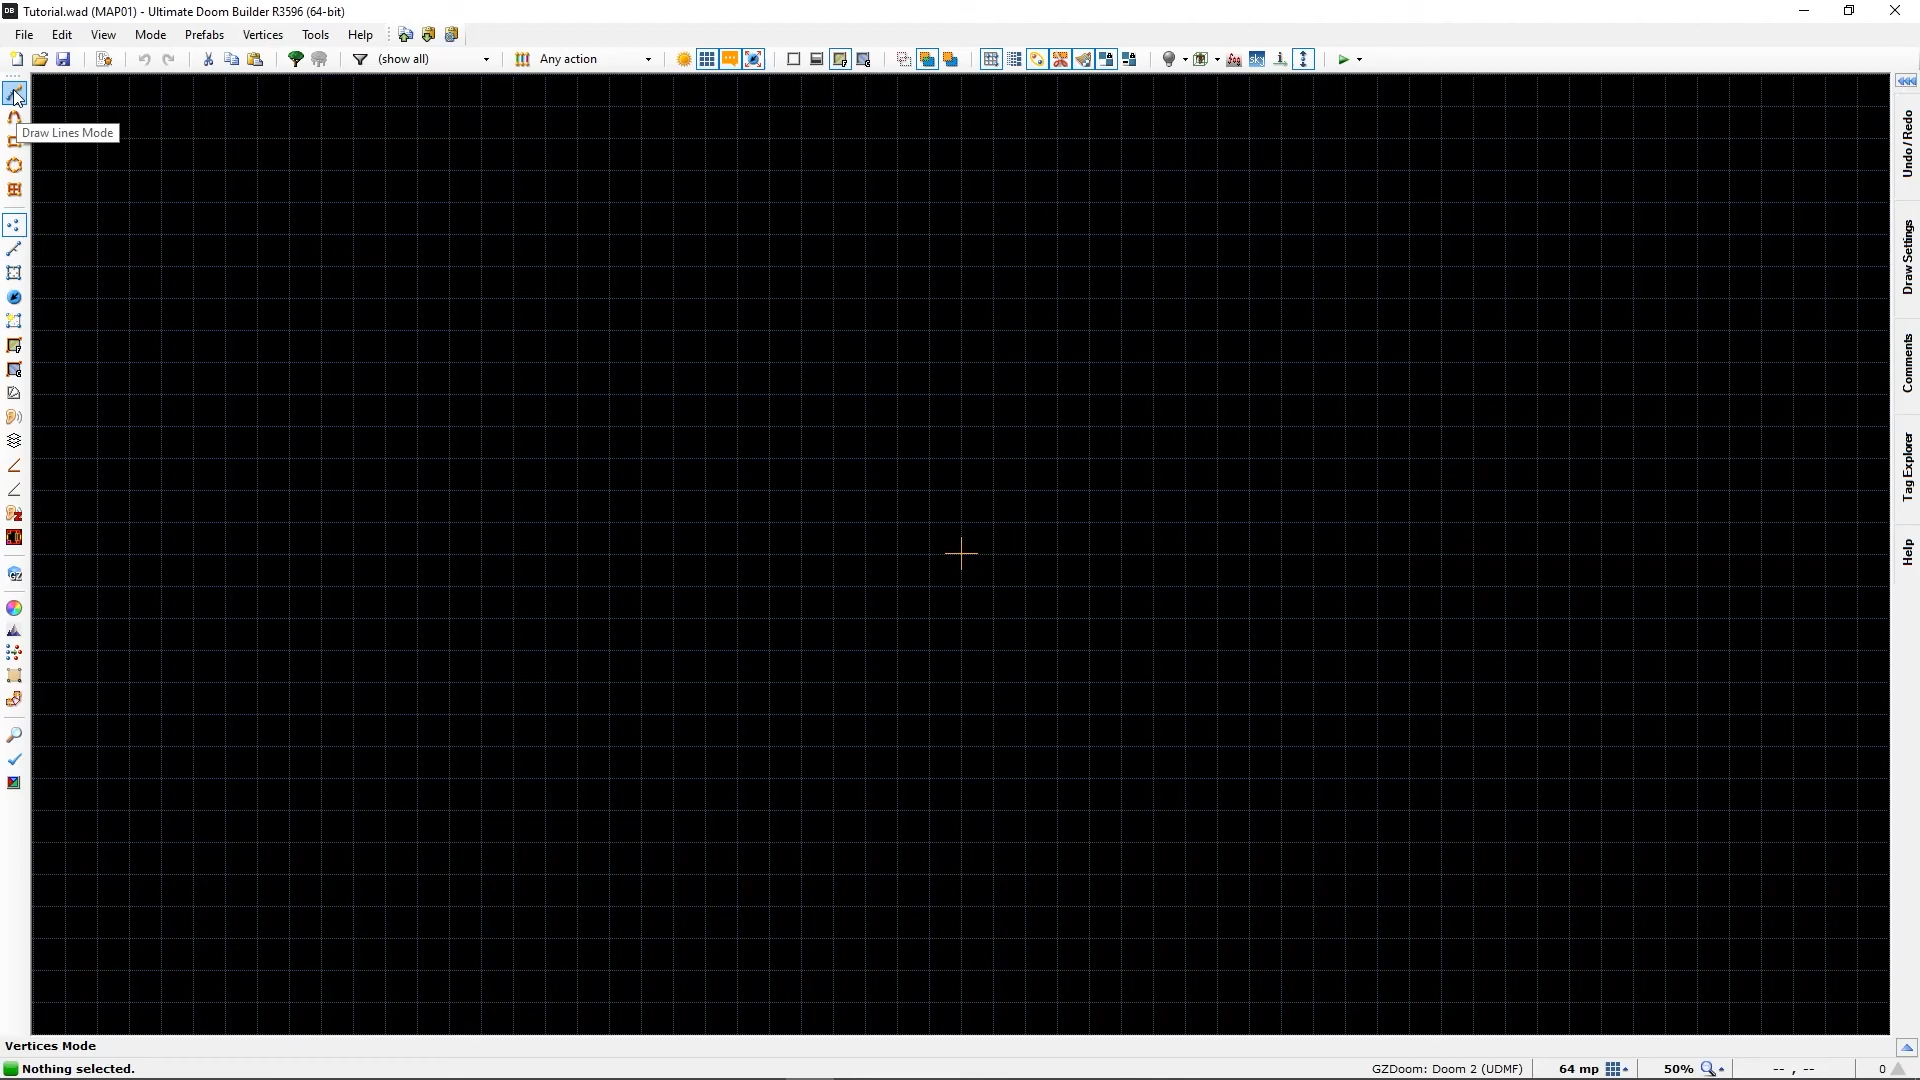 Tutorial.wad (MAP01) - Ultimate Doom Builder R3596 (64-bit)
File Edit View Mode Prefabs Vertices Tools Help
(show all) Any action
Draw Lines Mode
Undo / Redo
Draw Settings
Comments
Tag Explorer
Help
Vertices Mode
Nothing selected. GZDoom: Doom 2 (UDMF) 64 mp 50% -- , -- 0